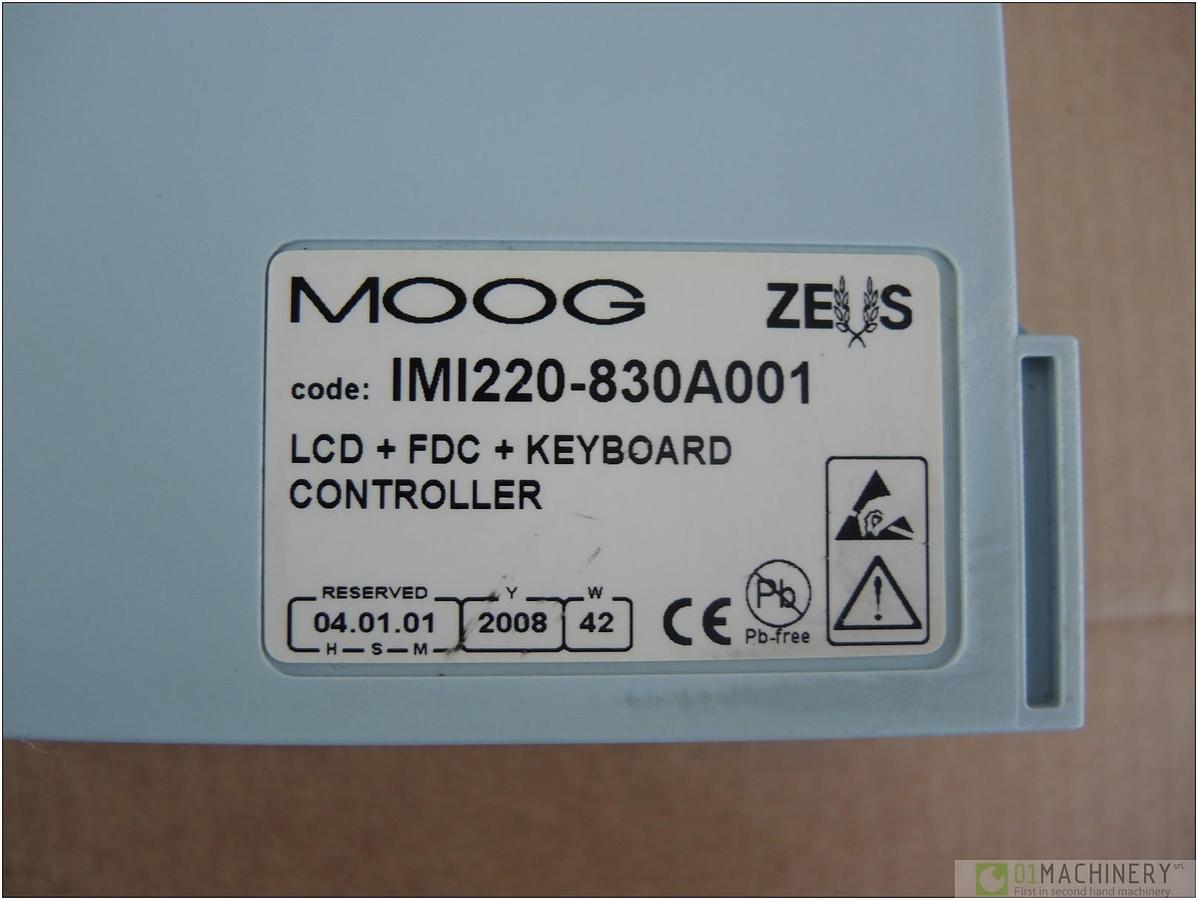 MOOG ZEUS
code: IMI220-830A001
LCD + FDC + KEYBOARD
CONTROLLER
RESERVED Y W
04.01.01 2008 42
H — S — M
CE
Pb
Pb-free
01MACHINERY srl
First in second hand machinery.